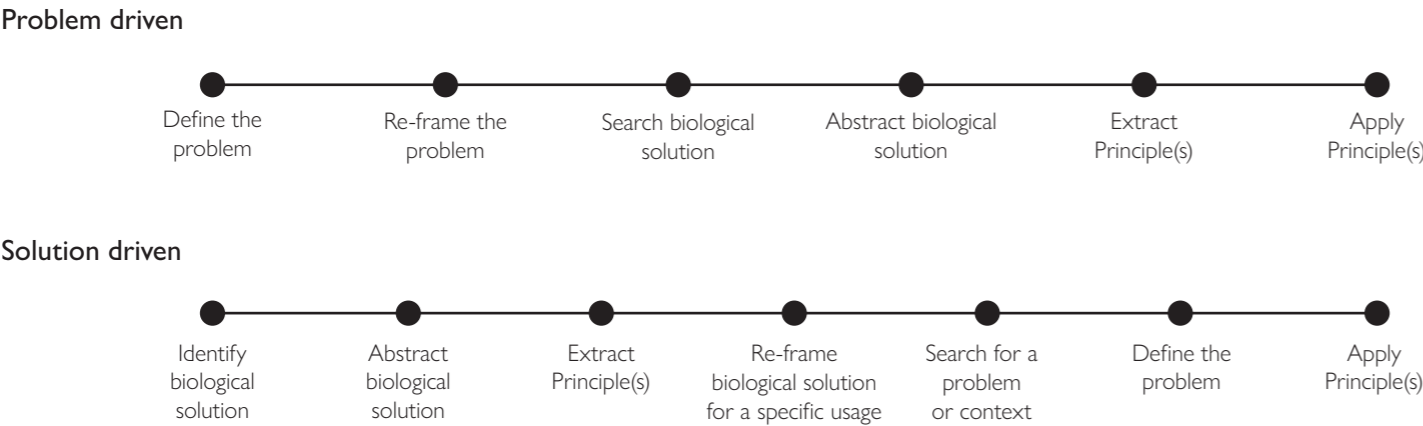 Problem driven
Define the
problem
Re-frame the
problem
Search biological
solution
Abstract biological
solution
Extract
Principle(s)
Apply
Principle(s)
Solution driven
Identify
biological
solution
Abstract
biological
solution
Extract
Principle(s)
Re-frame
biological solution
for a specific usage
Search for a
problem
or context
Define the
problem
Apply
Principle(s)